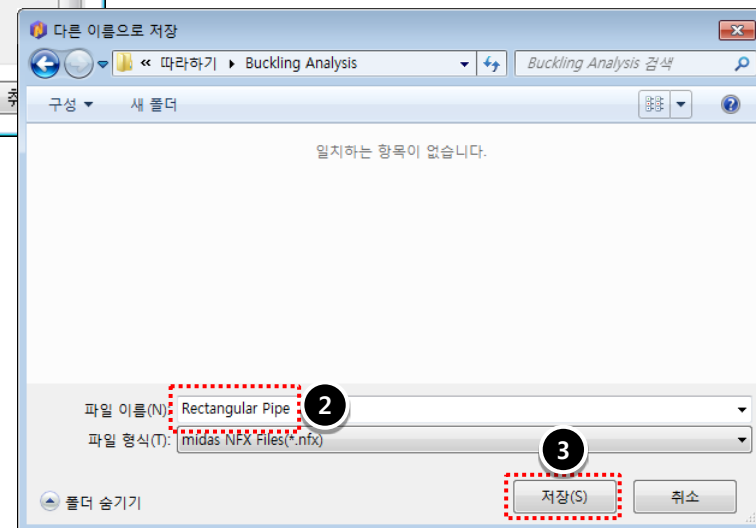 다른 이름으로 저장
« 따라하기 ▸ Buckling Analysis
Buckling Analysis 검색
구성 새 폴더
일치하는 항목이 없습니다.
파일 이름(N): Rectangular Pipe 2
파일 형식(T): midas NFX Files(*.nfx)
3
폴더 숨기기 저장(S) 취소